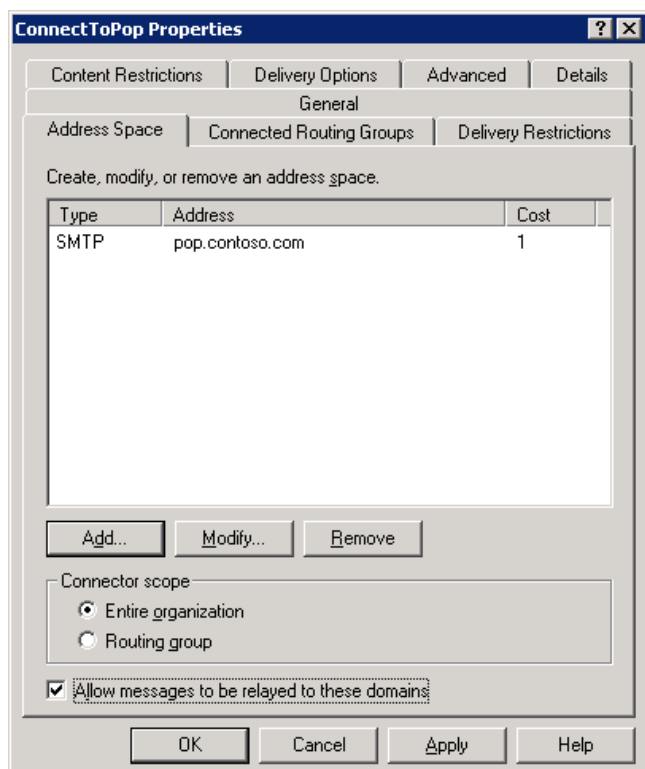 ConnectToPop Properties
Content Restrictions Delivery Options Advanced Details
General
Address Space Connected Routing Groups Delivery Restrictions
Create, modify, or remove an address space.
Type Address Cost
SMTP pop.contoso.com 1
Add... Modify... Remove
Connector scope
Entire organization
Routing group
Allow messages to be relayed to these domains
OK Cancel Apply Help